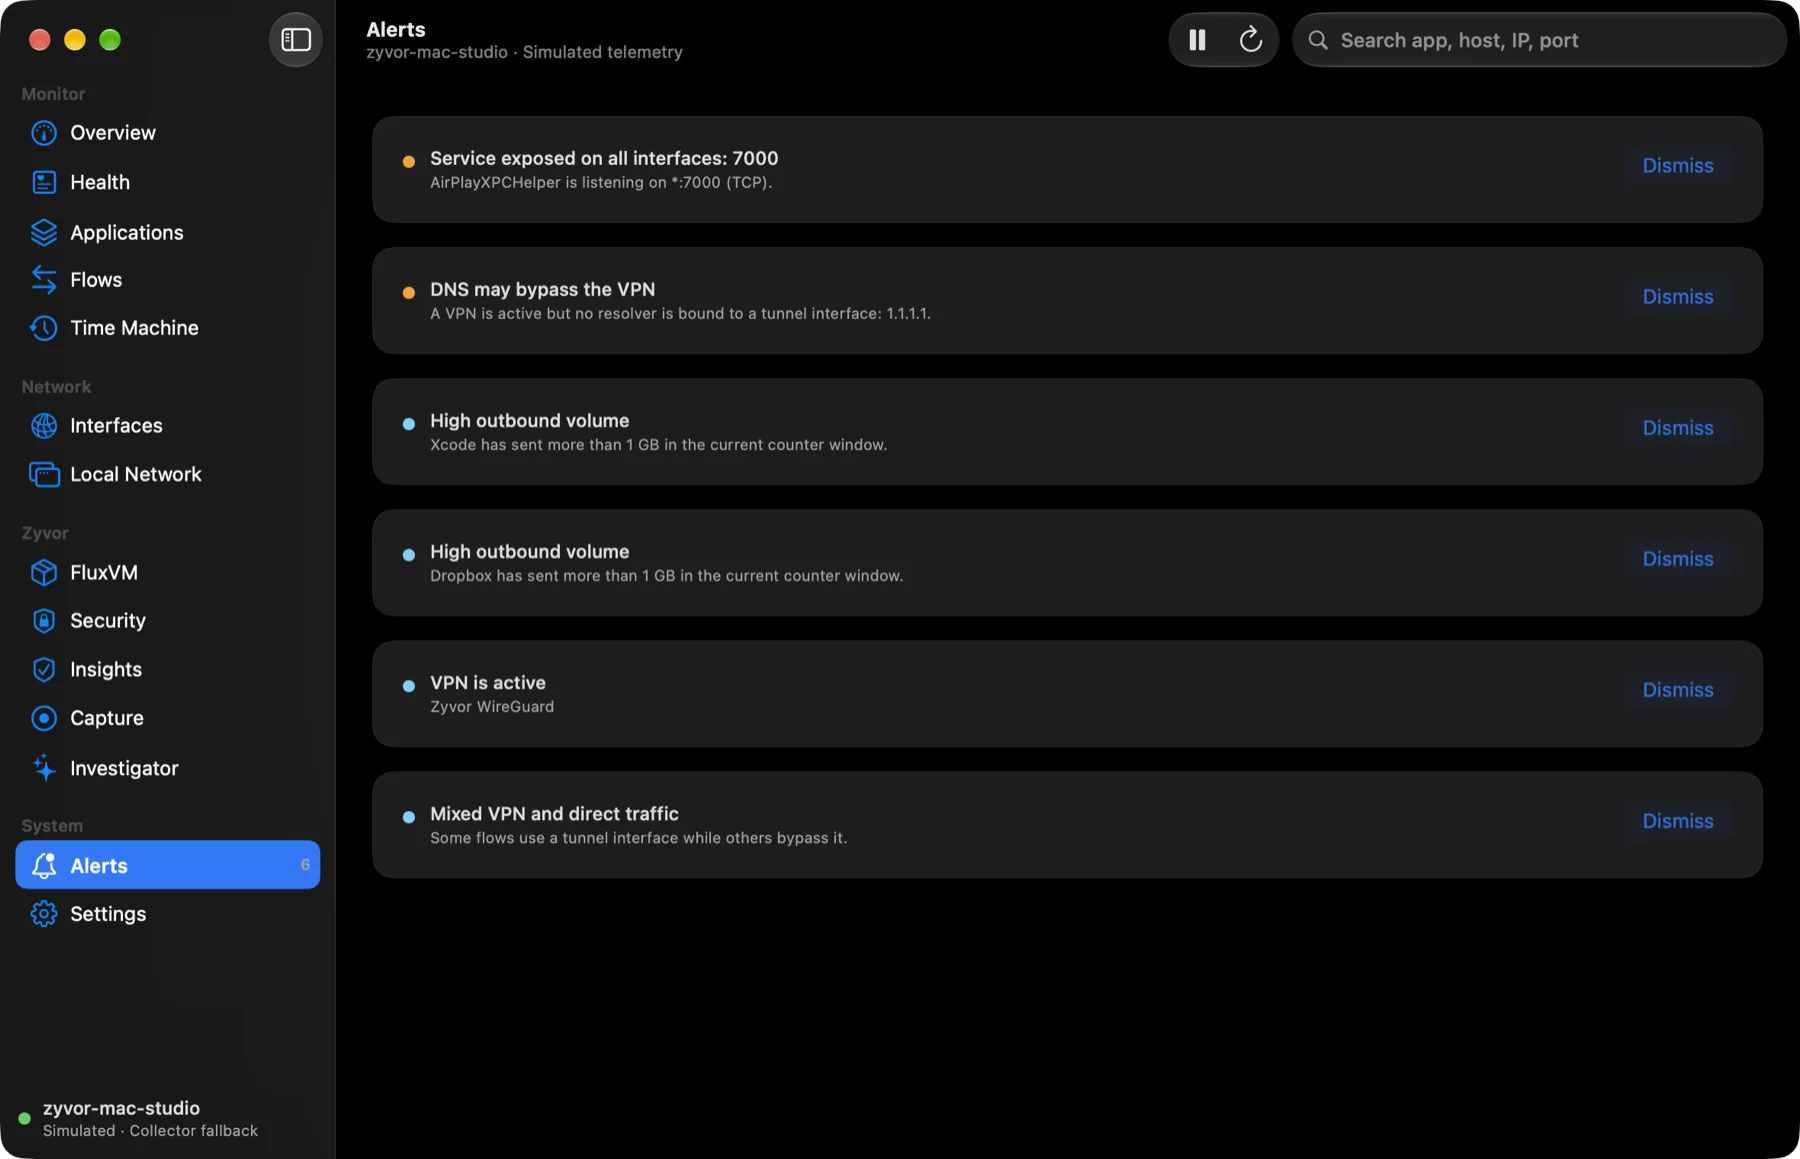 Alerts
zyvor-mac-studio · Simulated telemetry
Search app, host, IP, port
Monitor
Overview
Health
Applications
Flows
Time Machine
Network
Interfaces
Local Network
Zyvor
FluxVM
Security
Insights
Capture
Investigator
System
Alerts 6
Settings
zyvor-mac-studio
Simulated · Collector fallback
Service exposed on all interfaces: 7000
AirPlayXPCHelper is listening on *:7000 (TCP).
Dismiss
DNS may bypass the VPN
A VPN is active but no resolver is bound to a tunnel interface: 1.1.1.1.
Dismiss
High outbound volume
Xcode has sent more than 1 GB in the current counter window.
Dismiss
High outbound volume
Dropbox has sent more than 1 GB in the current counter window.
Dismiss
VPN is active
Zyvor WireGuard
Dismiss
Mixed VPN and direct traffic
Some flows use a tunnel interface while others bypass it.
Dismiss